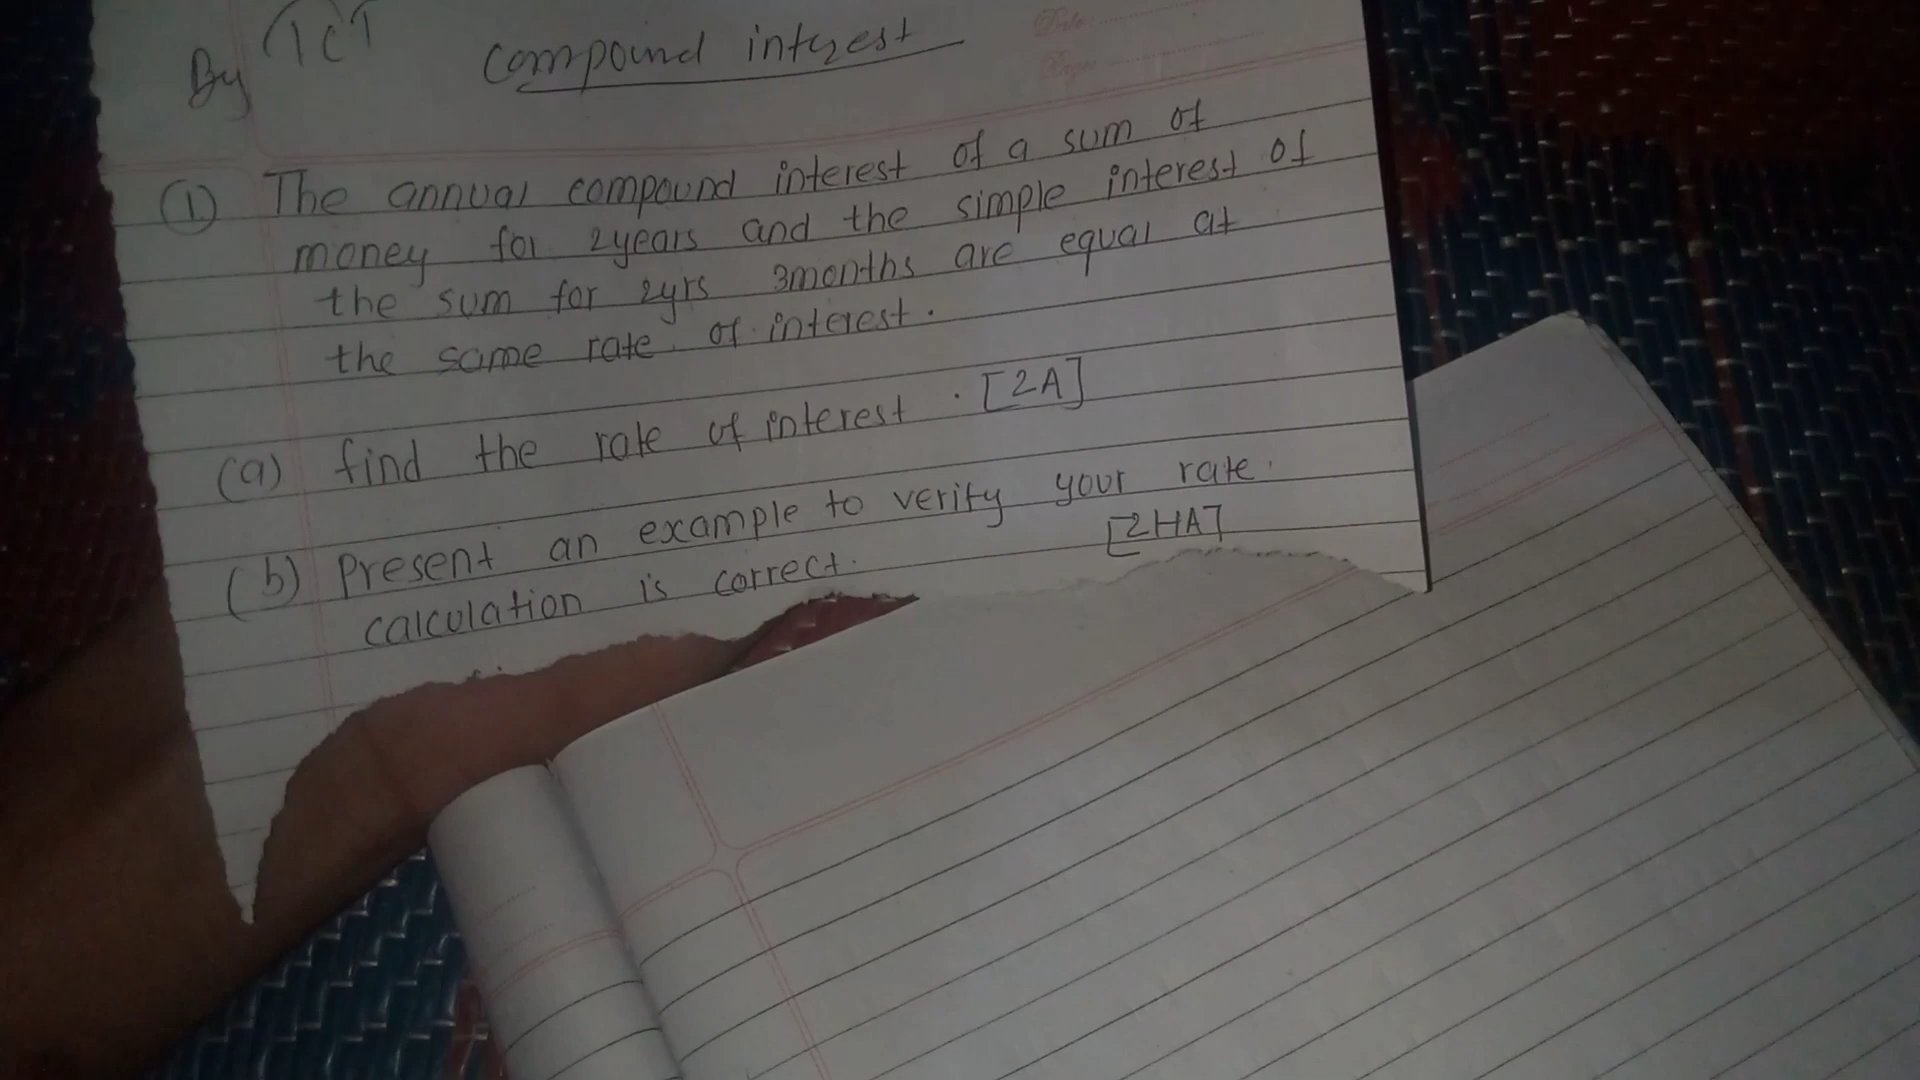 By
compound interest
Date
Page
(1) The annual compound interest of a sum of
money for 2years and the simple interest of
the sum for 2yrs 3months are equal at
the same rate of interest.
(a) find the rate of interest. [2A]
(b) Present an example to verify your rate.
calculation is correct. [2HA]